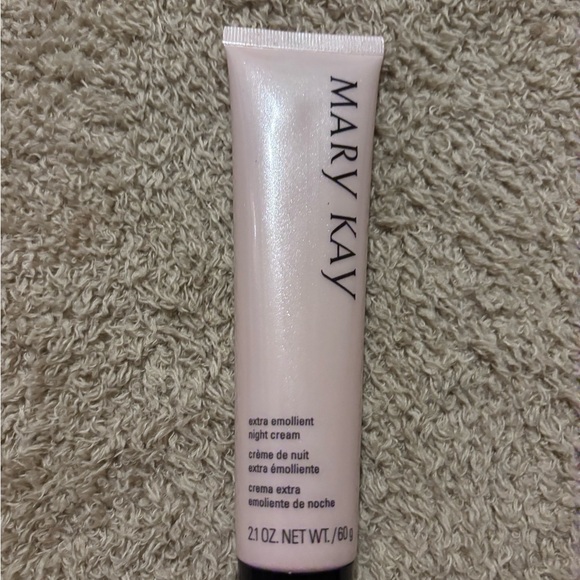 MARY KAY
extra emollient
night cream
crème de nuit
extra émolliente
crema extra
emoliente de noche
2.1 OZ. NET WT./60 g